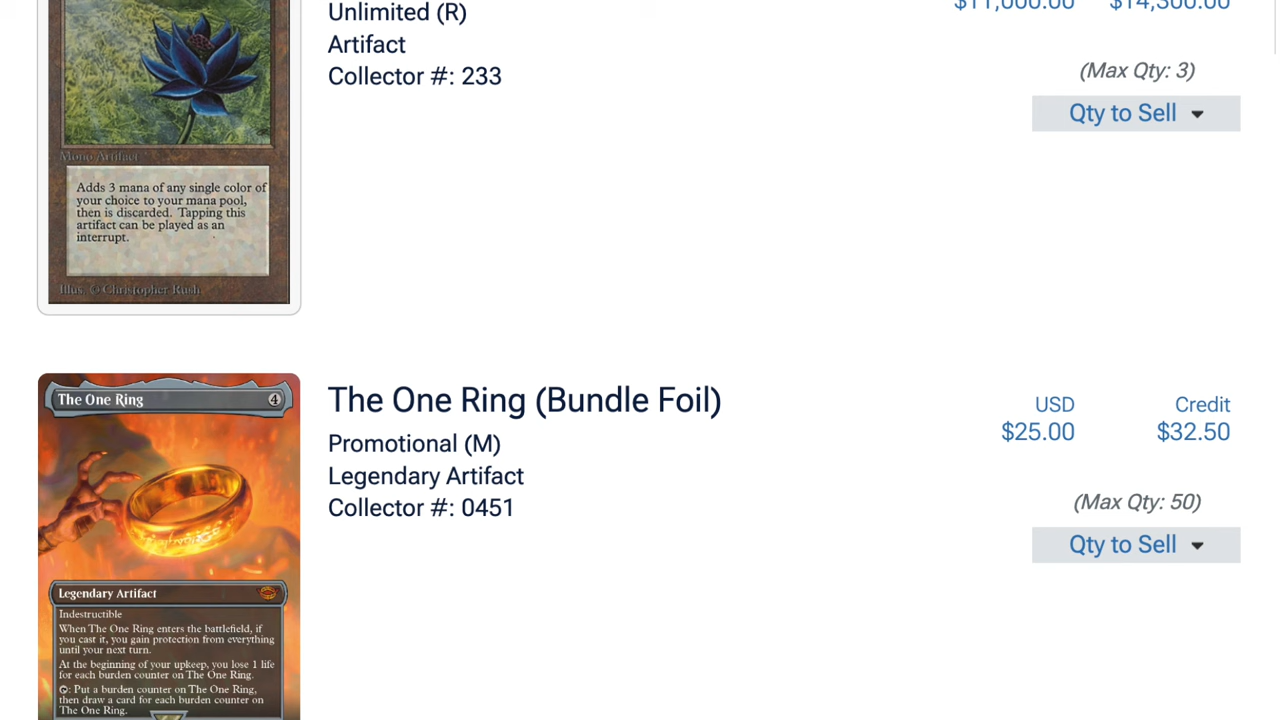 Unlimited (R)
$11,000.00 $14,300.00
Artifact
Collector #: 233
(Max Qty: 3)
Qty to Sell
Mono Artifact
Adds 3 mana of any single color of
your choice to your mana pool,
then is discarded. Tapping this
artifact can be played as an
interrupt.
Illus. © Christopher Rush
The One Ring 4
The One Ring (Bundle Foil)
Promotional (M)
Legendary Artifact
Collector #: 0451
USD Credit
$25.00 $32.50
(Max Qty: 50)
Qty to Sell
Legendary Artifact
Indestructible
When The One Ring enters the battlefield, if
you cast it, you gain protection from everything
until your next turn.
At the beginning of your upkeep, you lose 1 life
for each burden counter on The One Ring.
: Put a burden counter on The One Ring,
then draw a card for each burden counter on
The One Ring.